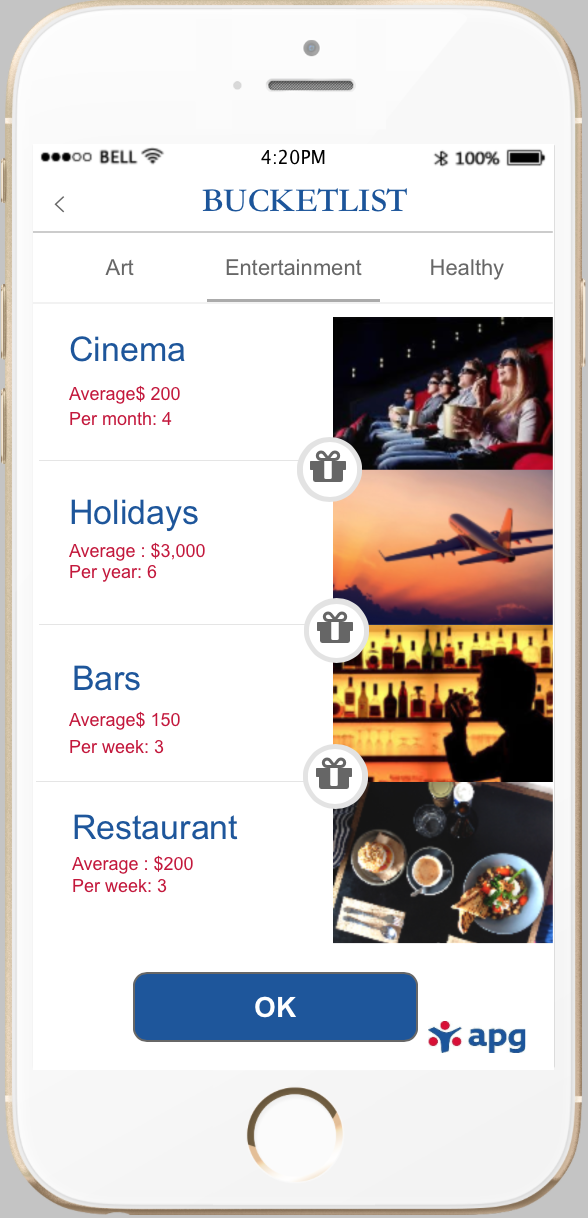 BELL 4:20PM 100%
BUCKETLIST
Art Entertainment Healthy
Cinema
Average$ 200
Per month: 4
Holidays
Average : $3,000
Per year: 6
Bars
Average$ 150
Per week: 3
Restaurant
Average : $200
Per week: 3
OK
apg